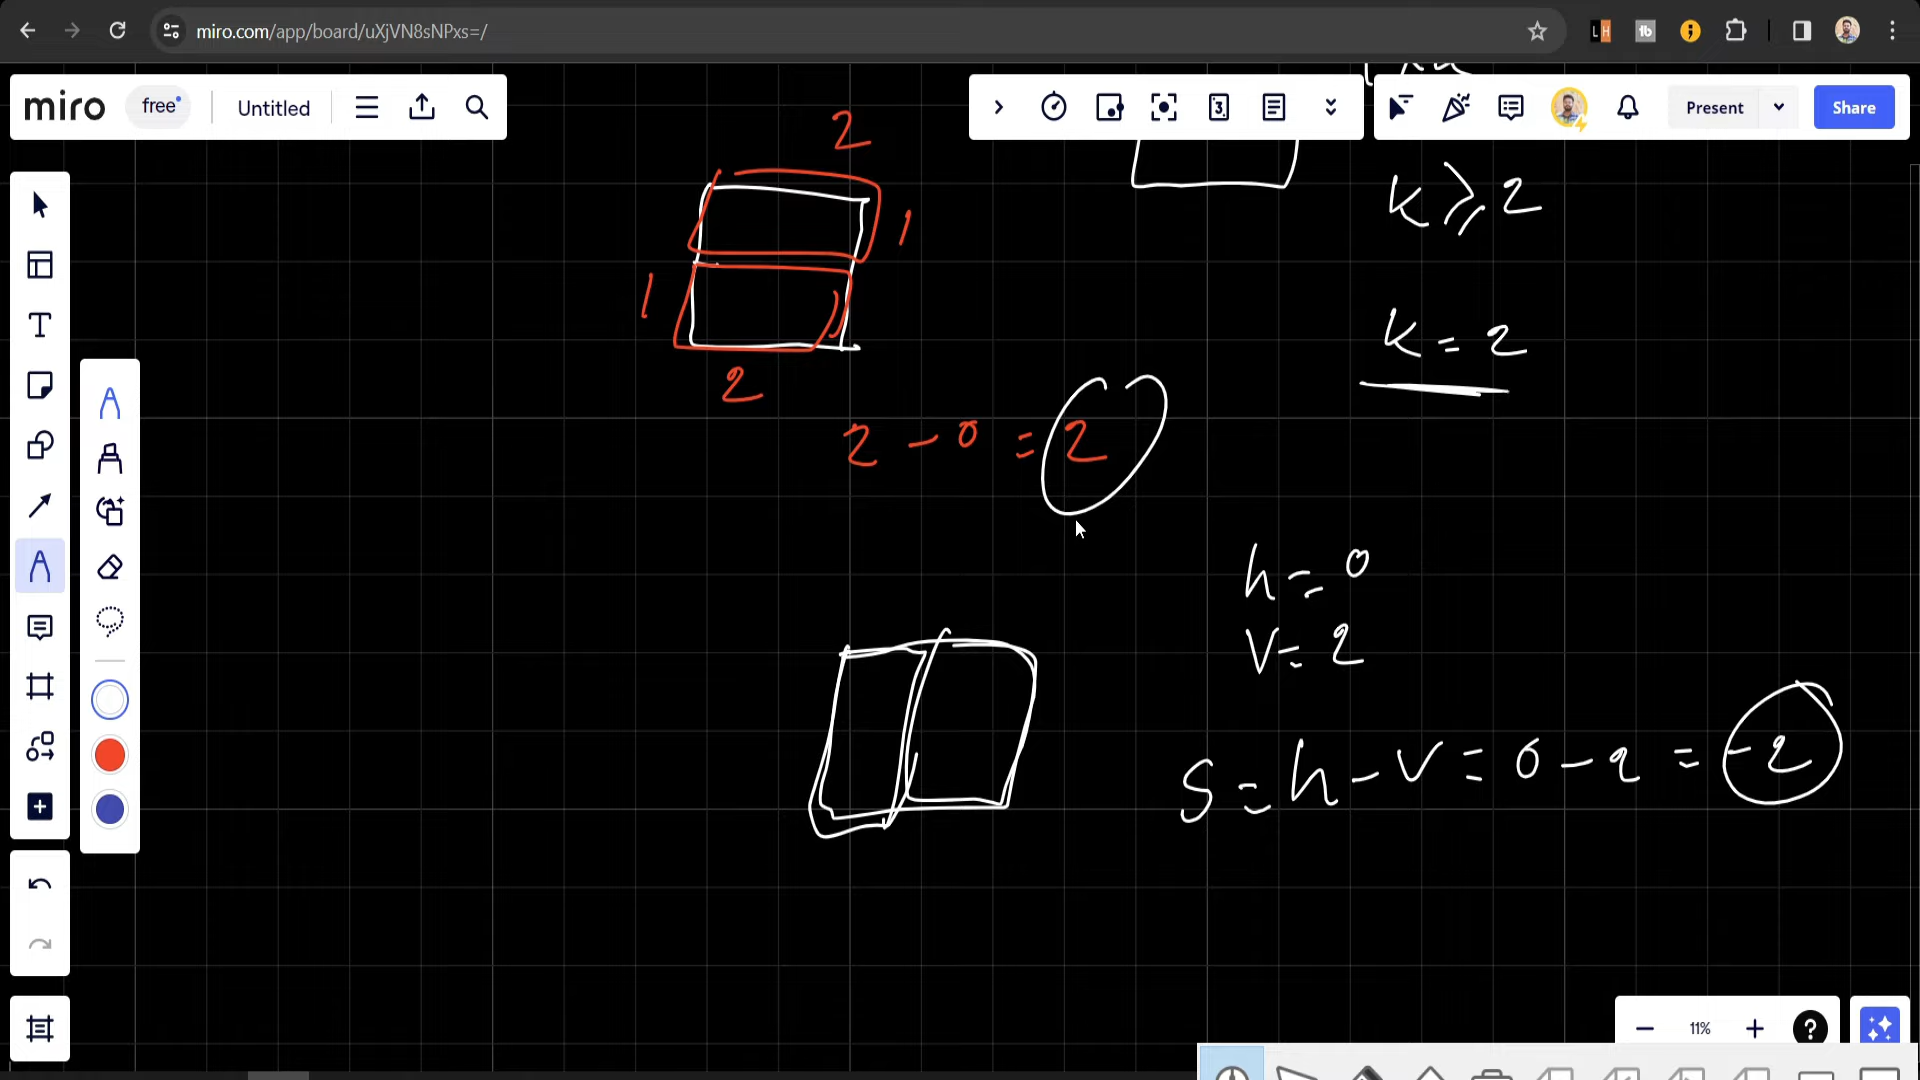 miro.com/app/board/uXjVN8sNPxs=/
miro free Untitled
3
Present
Share
2
1
1
2
k ⩾ 2
k = 2
2 - 0 = 2
h = 0
V = 2
S = h - V = 0 - 2 = -2
11%